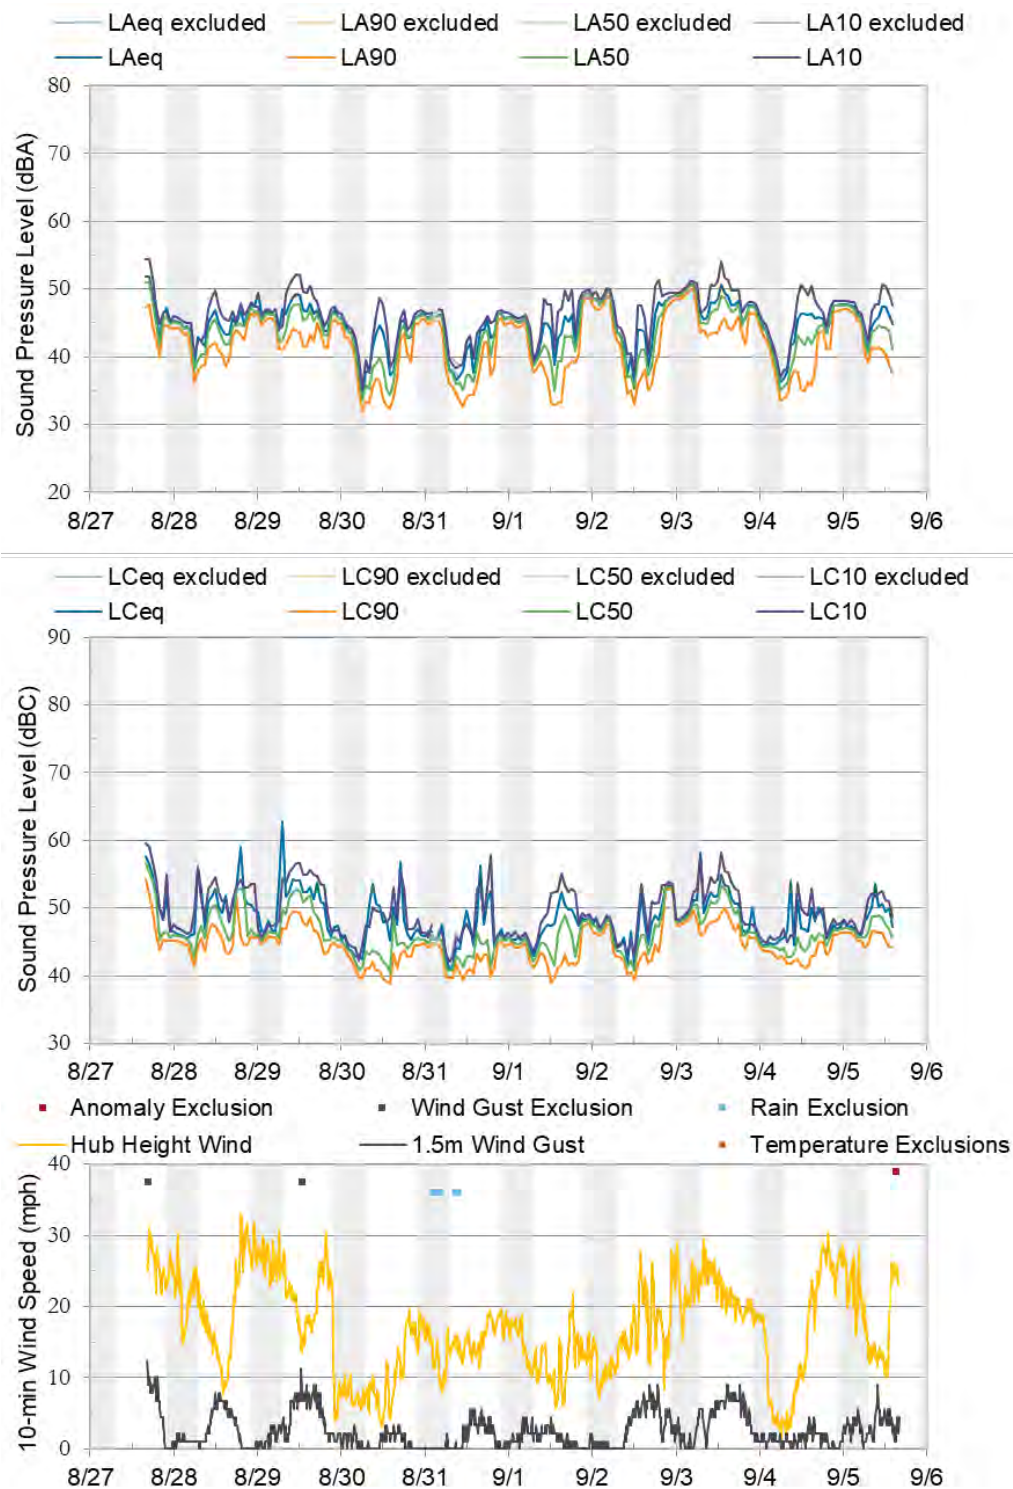 LAeq excluded LA90 excluded LA50 excluded LA10 excluded
LAeq LA90 LA50 LA10
Sound Pressure Level (dBA)
80
70
60
50
40
30
20
8/27 8/28 8/29 8/30 8/31 9/1 9/2 9/3 9/4 9/5 9/6
LCeq excluded LC90 excluded LC50 excluded LC10 excluded
LCeq LC90 LC50 LC10
Sound Pressure Level (dBC)
90
80
70
60
50
40
30
8/27 8/28 8/29 8/30 8/31 9/1 9/2 9/3 9/4 9/5 9/6
Anomaly Exclusion Wind Gust Exclusion Rain Exclusion
Hub Height Wind 1.5m Wind Gust Temperature Exclusions
10-min Wind Speed (mph)
40
30
20
10
0
8/27 8/28 8/29 8/30 8/31 9/1 9/2 9/3 9/4 9/5 9/6